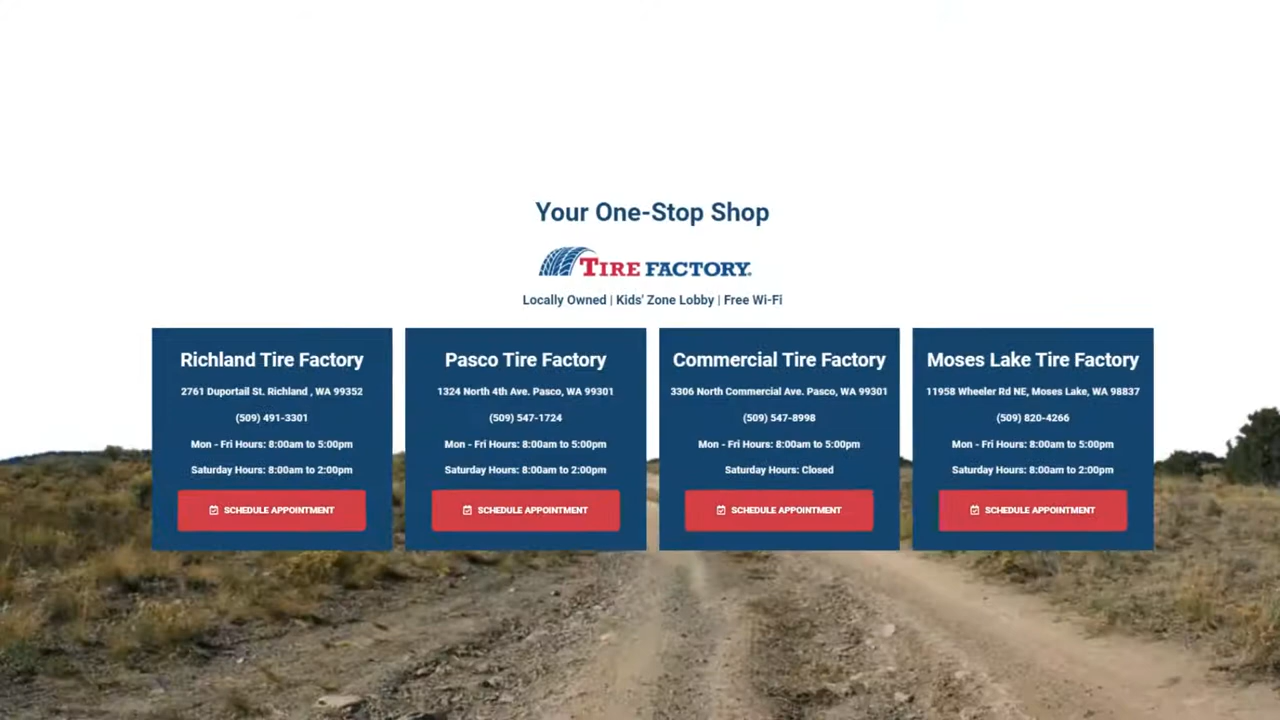 Your One-Stop Shop
TIRE FACTORY.
Locally Owned | Kids' Zone Lobby | Free Wi-Fi
Richland Tire Factory
2761 Duportail St. Richland , WA 99352
(509) 491-3301
Mon - Fri Hours: 8:00am to 5:00pm
Saturday Hours: 8:00am to 2:00pm
SCHEDULE APPOINTMENT
Pasco Tire Factory
1324 North 4th Ave. Pasco, WA 99301
(509) 547-1724
Mon - Fri Hours: 8:00am to 5:00pm
Saturday Hours: 8:00am to 2:00pm
SCHEDULE APPOINTMENT
Commercial Tire Factory
3306 North Commercial Ave. Pasco, WA 99301
(509) 547-8998
Mon - Fri Hours: 8:00am to 5:00pm
Saturday Hours: Closed
SCHEDULE APPOINTMENT
Moses Lake Tire Factory
11958 Wheeler Rd NE, Moses Lake, WA 98837
(509) 820-4266
Mon - Fri Hours: 8:00am to 5:00pm
Saturday Hours: 8:00am to 2:00pm
SCHEDULE APPOINTMENT